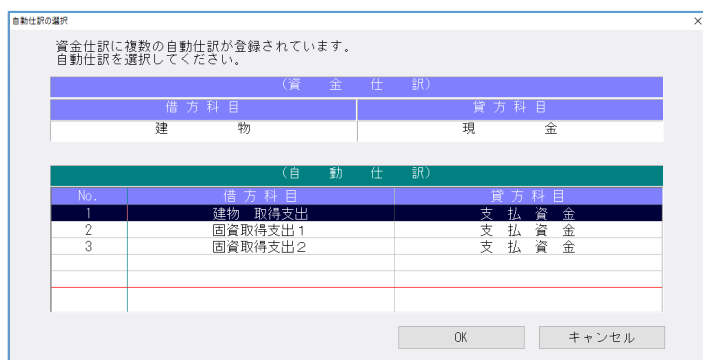 自動仕訳の選択
×
資金仕訳に複数の自動仕訳が登録されています。
自動仕訳を選択してください。
(資 金 仕 訳)
借 方 科 目 貸 方 科 目
建 物 現 金
(自 動 仕 訳)
No. 借 方 科 目 貸 方 科 目
1 建物 取得支出 支 払 資 金
2 固資取得支出1 支 払 資 金
3 固資取得支出2 支 払 資 金
OK キャンセル